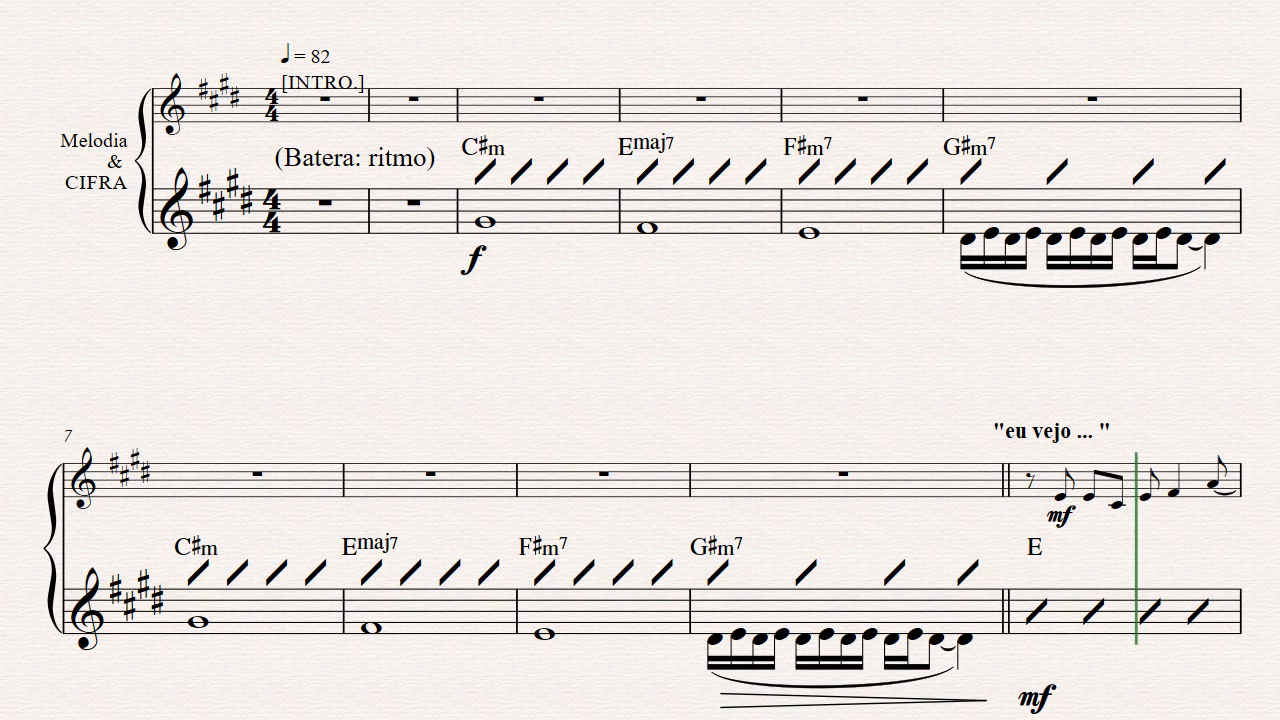 ♩ = 82
[INTRO.]
Melodia
&
CIFRA
(Batera: ritmo)
C♯m Emaj7 F♯m7 G♯m7
f
7
"eu vejo ... "
mf
C♯m Emaj7 F♯m7 G♯m7 E
mf